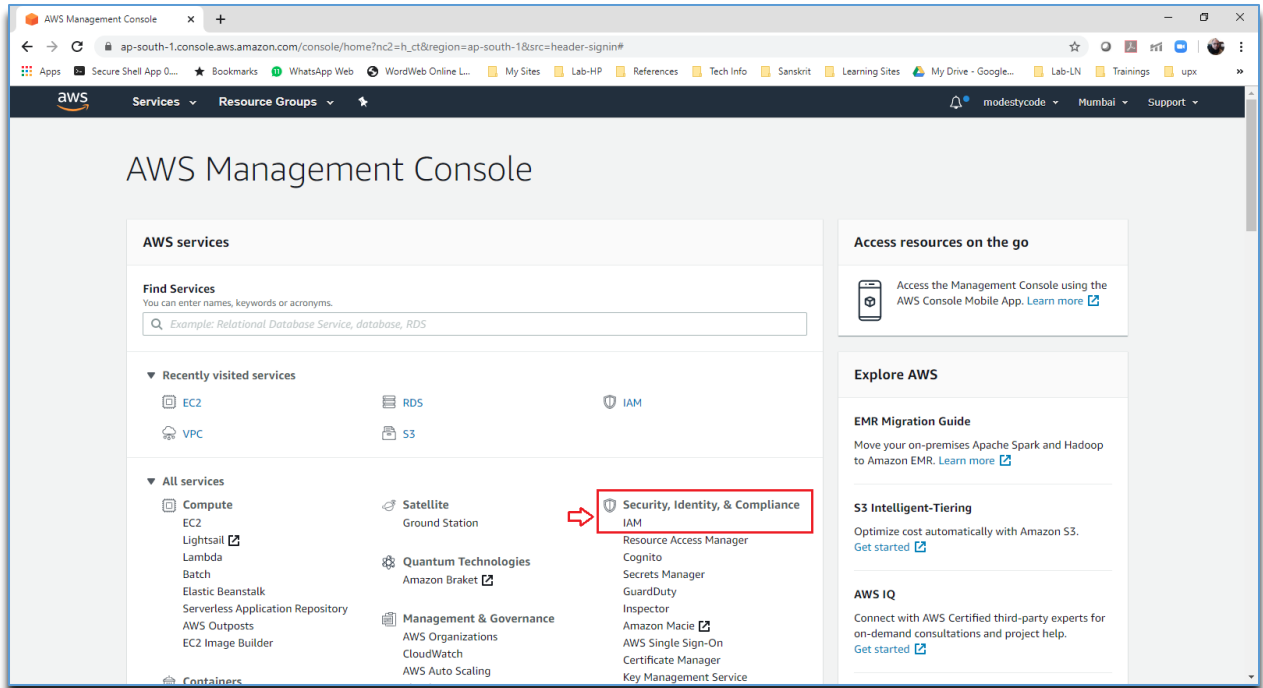 AWS Management Console
ap-south-1.console.aws.amazon.com/console/home?nc2=h_ct&region=ap-south-1&src=header-signin#
Apps Secure Shell App 0.... Bookmarks WhatsApp Web WordWeb Online L... My Sites Lab-HP References Tech Info Sanskrit Learning Sites My Drive - Google... Lab-LN Trainings upx »
aws Services Resource Groups modestycode Mumbai Support
AWS Management Console
AWS services
Find Services
You can enter names, keywords or acronyms.
Example: Relational Database Service, database, RDS
Recently visited services
EC2 RDS IAM
VPC S3
All services
Compute
EC2
Lightsail
Lambda
Batch
Elastic Beanstalk
Serverless Application Repository
AWS Outposts
EC2 Image Builder
Containers
Satellite
Ground Station
Quantum Technologies
Amazon Braket
Management & Governance
AWS Organizations
CloudWatch
AWS Auto Scaling
Security, Identity, & Compliance
IAM
Resource Access Manager
Cognito
Secrets Manager
GuardDuty
Inspector
Amazon Macie
AWS Single Sign-On
Certificate Manager
Key Management Service
Access resources on the go
Access the Management Console using the
AWS Console Mobile App. Learn more
Explore AWS
EMR Migration Guide
Move your on-premises Apache Spark and Hadoop
to Amazon EMR. Learn more
S3 Intelligent-Tiering
Optimize cost automatically with Amazon S3.
Get started
AWS IQ
Connect with AWS Certified third-party experts for
on-demand consultations and project help.
Get started